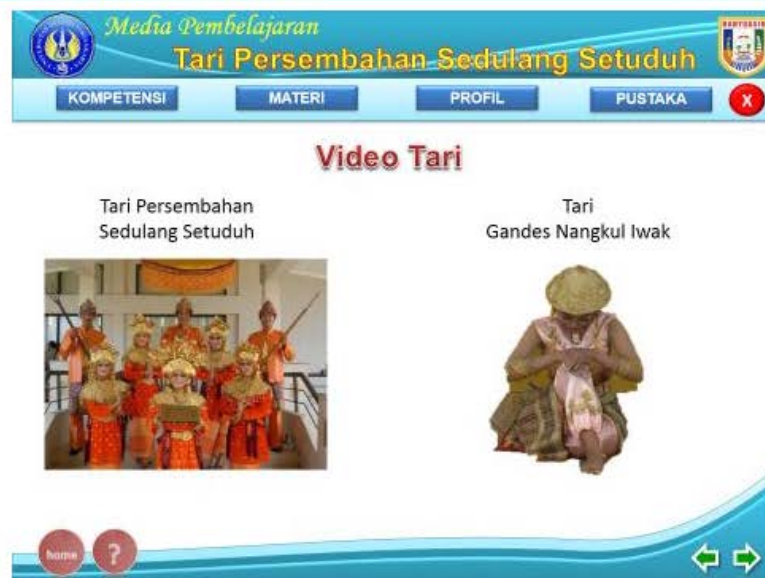 Media Pembelajaran
Tari Persembahan Sedulang Setuduh
BANYUASIN
KOMPETENSI
MATERI
PROFIL
PUSTAKA
X
Video Tari
Tari Persembahan
Sedulang Setuduh
Tari
Gandes Nangkul Iwak
home
?